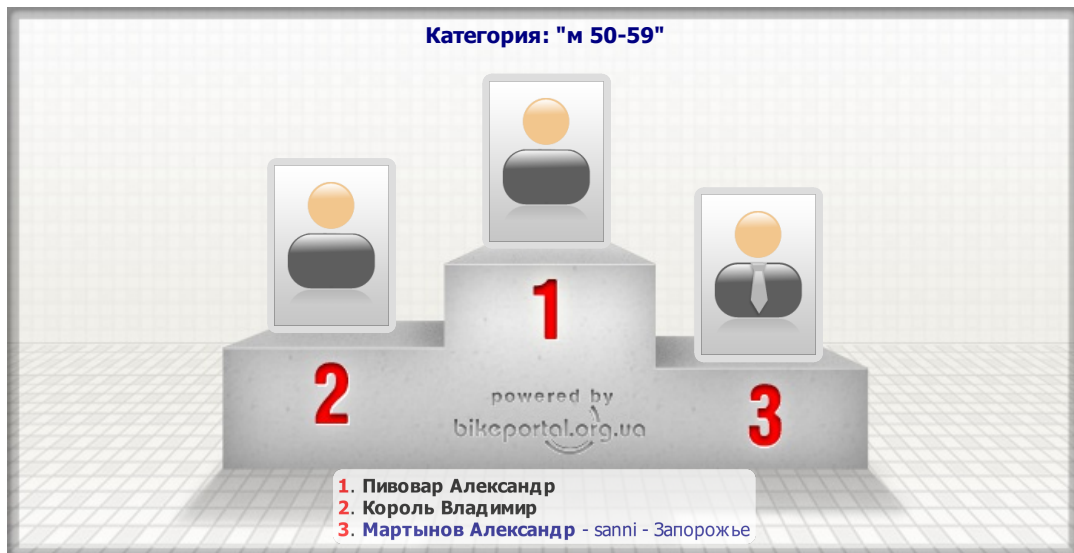 Категория: "м 50-59"
1
2
3
powered by
bikeportal.org.ua
1. Пивовар Александр
2. Король Владимир
3. Мартынов Александр - sanni - Запорожье